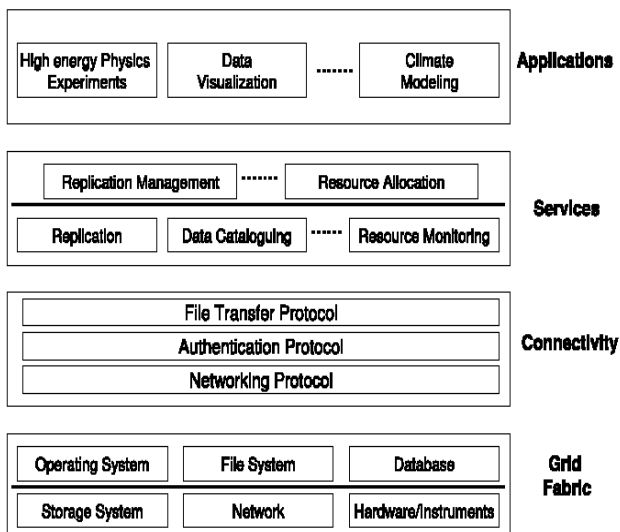 High energy Physics
Experiments
Data
Visualization
.......
Climate
Modeling
Applications
Replication Management
.......
Resource Allocation
Services
Replication
Data Cataloguing
......
Resource Monitoring
File Transfer Protocol
Authentication Protocol
Connectivity
Networking Protocol
Operating System
File System
Database
Grid
Fabric
Storage System
Network
Hardware/Instruments